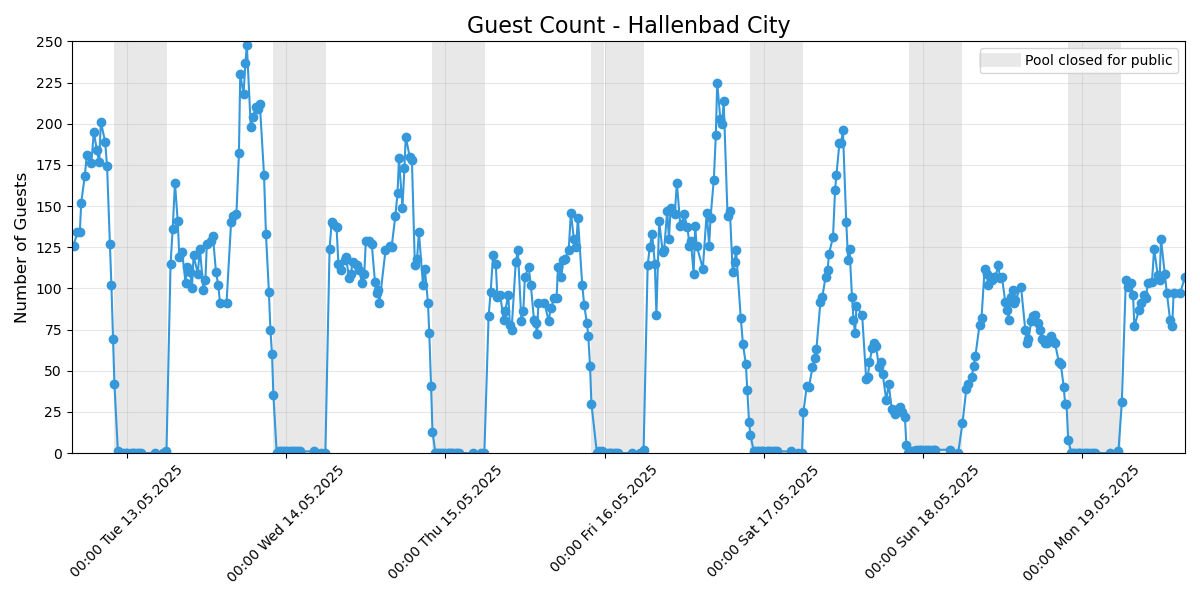 Guest Count - Hallenbad City
Number of Guests
250
225
200
175
150
125
100
75
50
25
0
Pool closed for public
00:00 Tue 13.05.2025
00:00 Wed 14.05.2025
00:00 Thu 15.05.2025
00:00 Fri 16.05.2025
00:00 Sat 17.05.2025
00:00 Sun 18.05.2025
00:00 Mon 19.05.2025